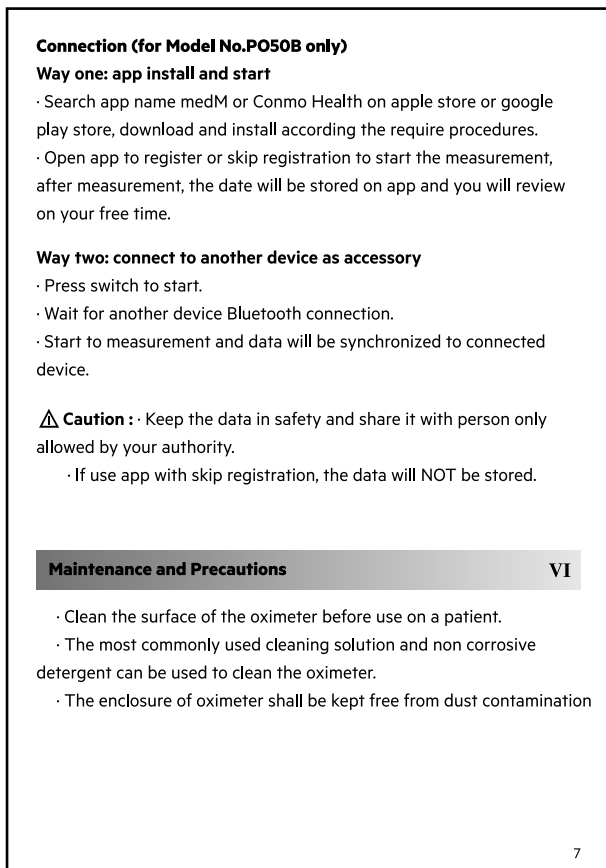 Connection (for Model No.PO50B only)
Way one: app install and start
· Search app name medM or Conmo Health on apple store or google
play store, download and install according the require procedures.
· Open app to register or skip registration to start the measurement,
after measurement, the date will be stored on app and you will review
on your free time.
Way two: connect to another device as accessory
· Press switch to start.
· Wait for another device Bluetooth connection.
· Start to measurement and data will be synchronized to connected
device.
⚠ Caution : · Keep the data in safety and share it with person only
allowed by your authority.
· If use app with skip registration, the data will NOT be stored.
Maintenance and Precautions VI
· Clean the surface of the oximeter before use on a patient.
· The most commonly used cleaning solution and non corrosive
detergent can be used to clean the oximeter.
· The enclosure of oximeter shall be kept free from dust contamination
7